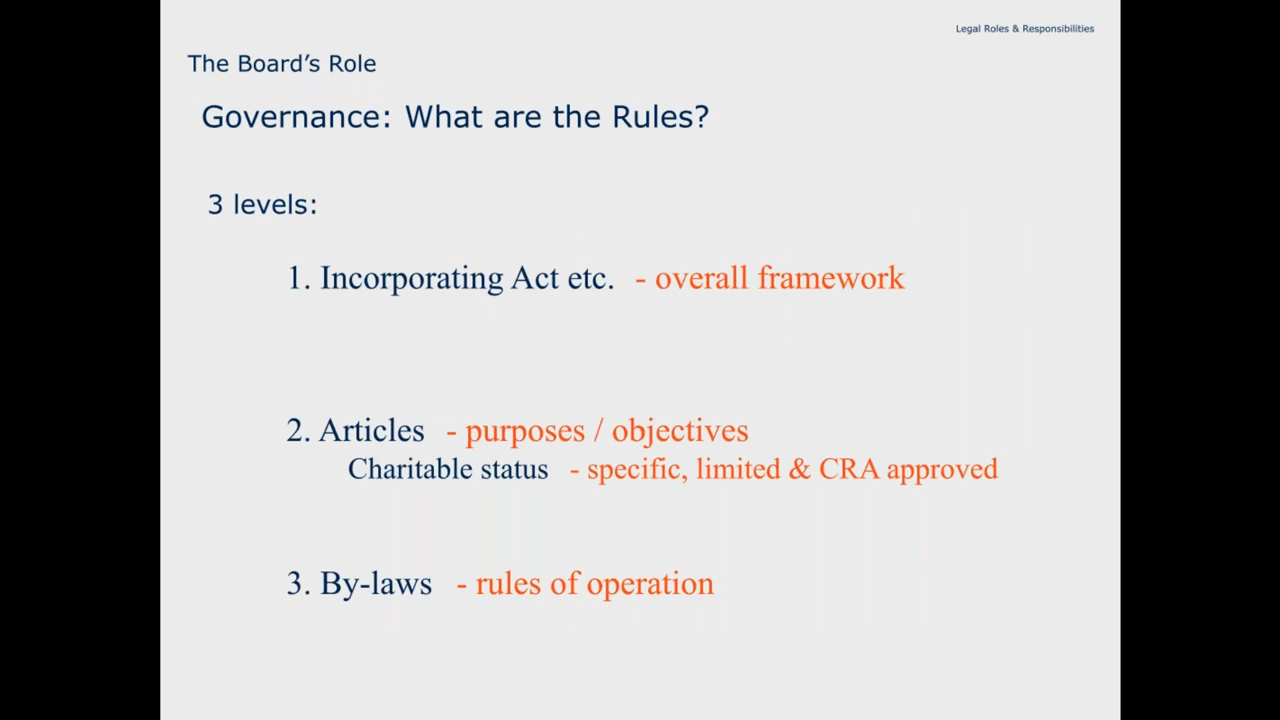 Legal Roles & Responsibilities
The Board’s Role
Governance: What are the Rules?
3 levels:
1. Incorporating Act etc. - overall framework
2. Articles - purposes / objectives
Charitable status - specific, limited & CRA approved
3. By-laws - rules of operation